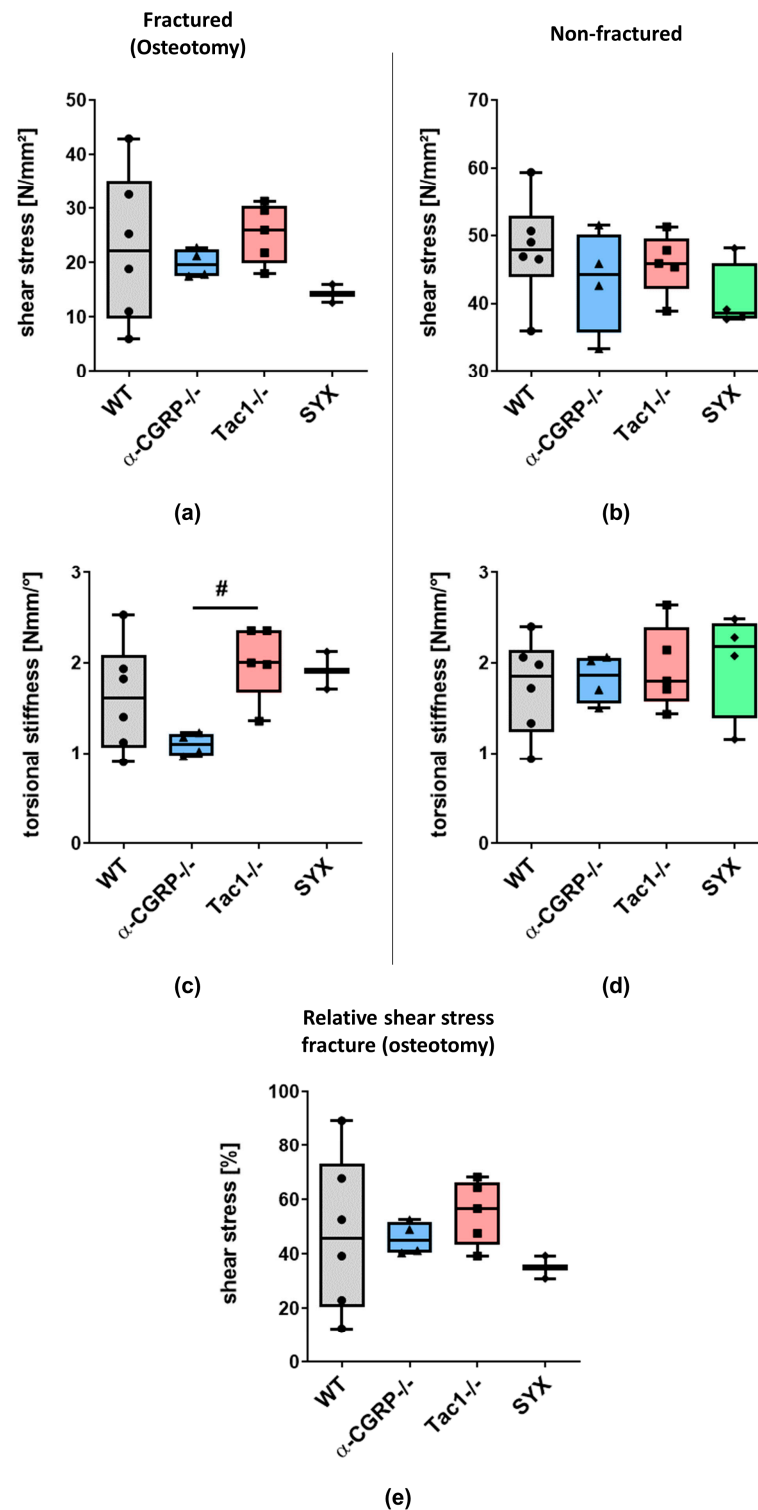 Fractured
(Osteotomy)
Non-fractured
shear stress [N/mm²]
50
40
30
20
10
0
WT
α-CGRP-/-
Tac1-/-
SYX
(a)
shear stress [N/mm²]
70
60
50
40
30
WT
α-CGRP-/-
Tac1-/-
SYX
(b)
torsional stiffness [Nmm/°]
3
2
1
0
#
WT
α-CGRP-/-
Tac1-/-
SYX
(c)
torsional stiffness [Nmm/°]
3
2
1
0
WT
α-CGRP-/-
Tac1-/-
SYX
(d)
Relative shear stress
fracture (osteotomy)
shear stress [%]
100
80
60
40
20
0
WT
α-CGRP-/-
Tac1-/-
SYX
(e)